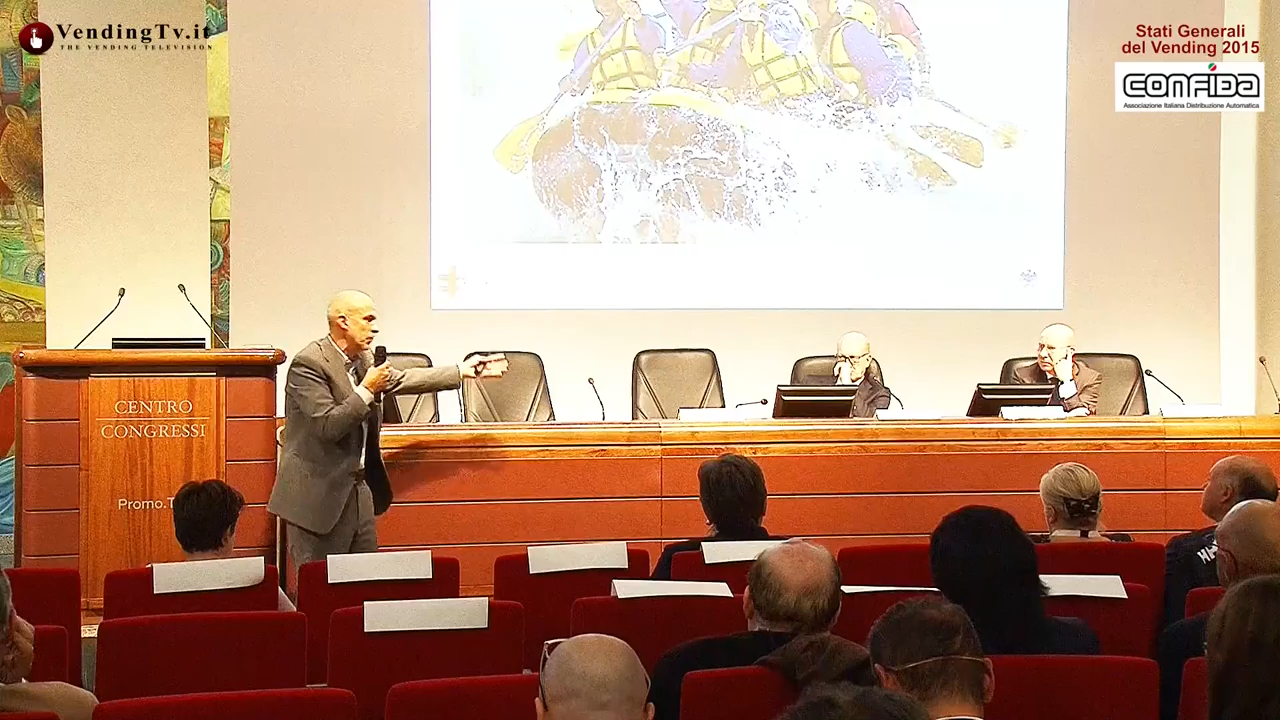 VendingTv.it
THE VENDING TELEVISION
Stati Generali
del Vending 2015
CONFIDA
Associazione Italiana Distribuzione Automatica
CENTRO
CONGRESSI
Promo.T
H